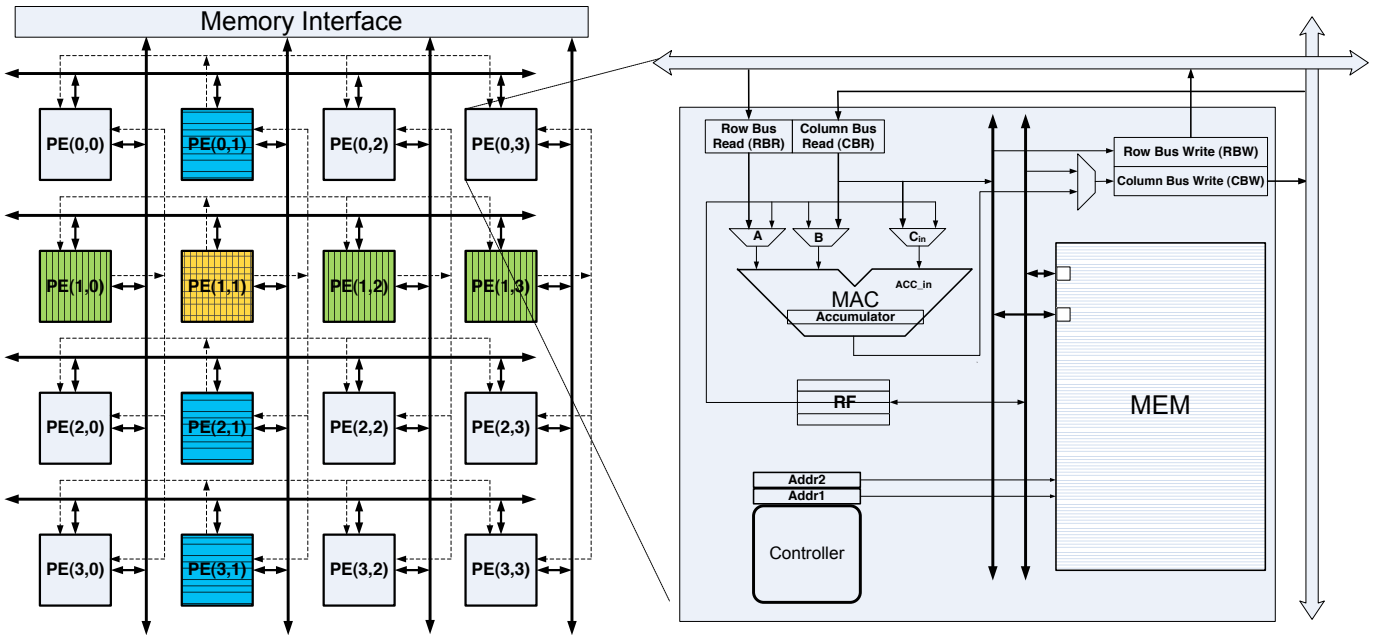 Memory Interface
PE(0,0)
PE(0,1)
PE(0,2)
PE(0,3)
PE(1,0)
PE(1,1)
PE(1,2)
PE(1,3)
PE(2,0)
PE(2,1)
PE(2,2)
PE(2,3)
PE(3,0)
PE(3,1)
PE(3,2)
PE(3,3)
Row Bus
Read (RBR)
Column Bus
Read (CBR)
Row Bus Write (RBW)
Column Bus Write (CBW)
A
B
Cin
ACC_in
MAC
Accumulator
RF
MEM
Addr2
Addr1
Controller